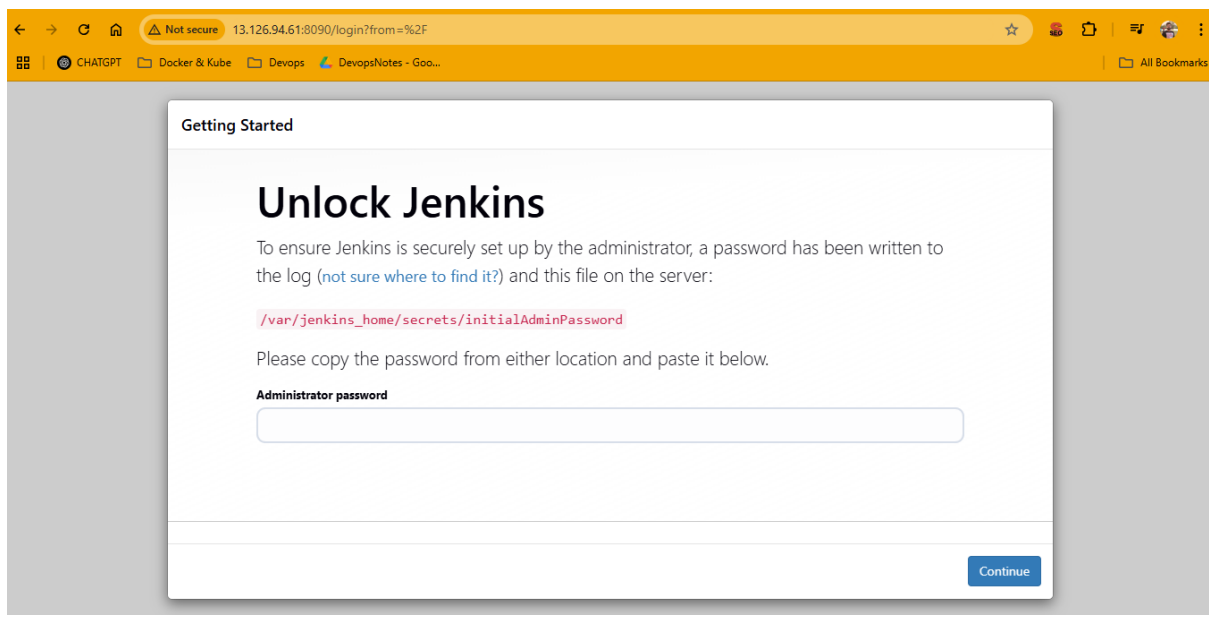 Not secure 13.126.94.61:8090/login?from=%2F
SEO
CHATGPT Docker & Kube Devops DevopsNotes - Goo... All Bookmarks
Getting Started
Unlock Jenkins
To ensure Jenkins is securely set up by the administrator, a password has been written to
the log (not sure where to find it?) and this file on the server:
/var/jenkins_home/secrets/initialAdminPassword
Please copy the password from either location and paste it below.
Administrator password
Continue